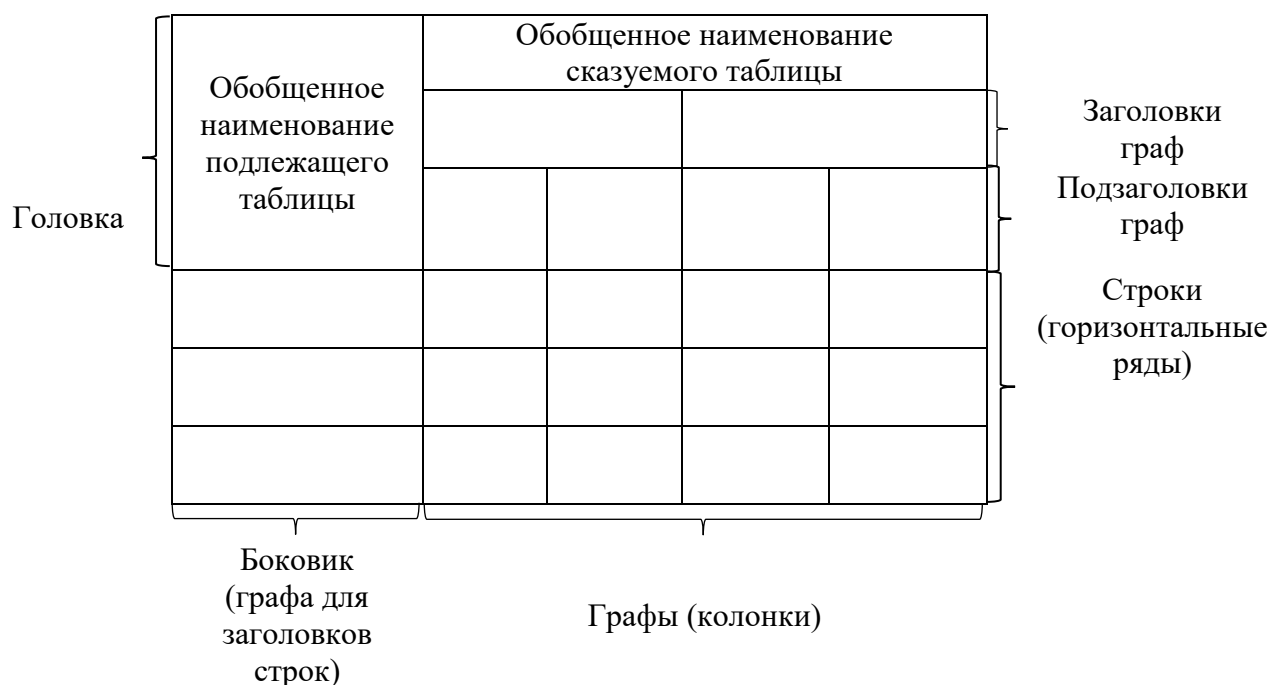 Обобщенное наименование
сказуемого таблицы
Обобщенное
наименование
подлежащего
таблицы
Заголовки
граф
Подзаголовки
граф
Головка
Строки
(горизонтальные
ряды)
Боковик
(графа для
заголовков
строк)
Графы (колонки)